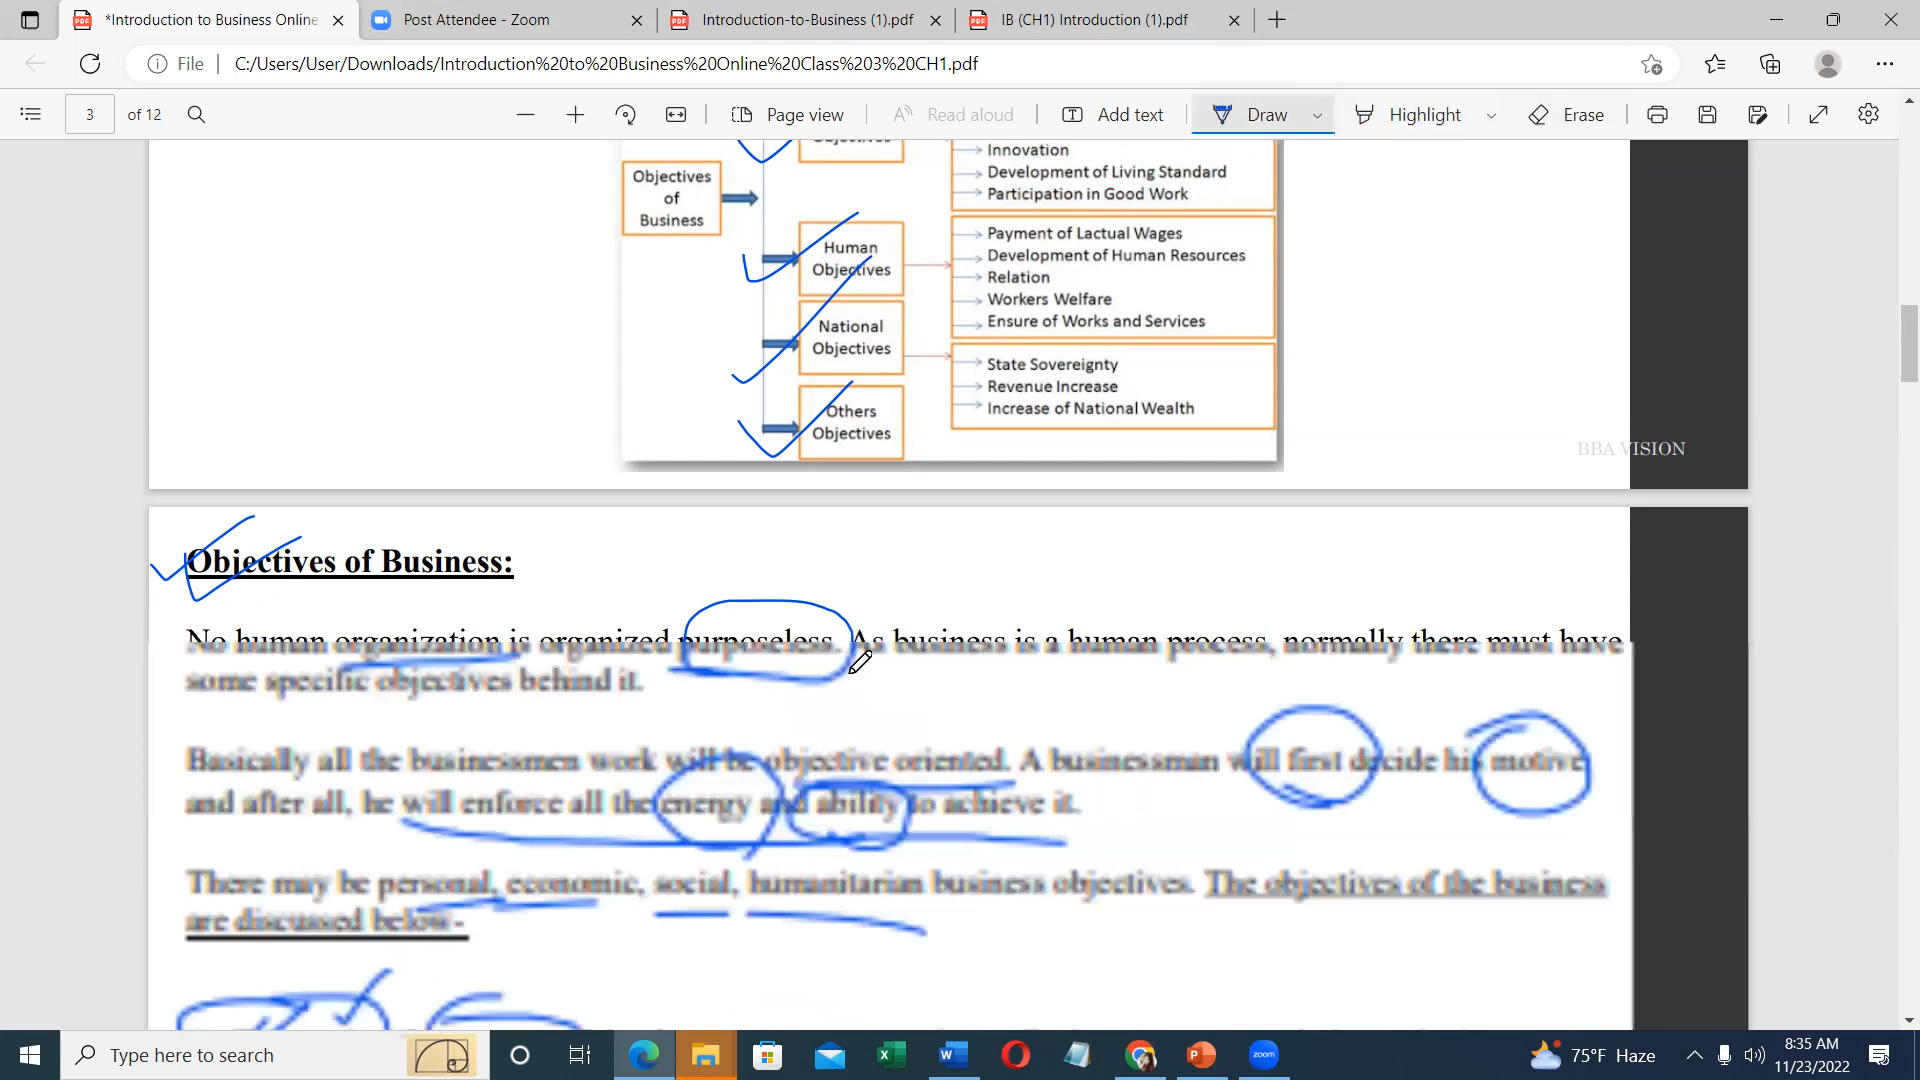 *Introduction to Business Online
Post Attendee - Zoom
Introduction-to-Business (1).pdf
IB (CH1) Introduction (1).pdf
File
C:/Users/User/Downloads/Introduction%20to%20Business%20Online%20Class%203%20CH1.pdf
3 of 12
Page view
Read aloud
Add text
Draw
Highlight
Erase
Objectives
Innovation
Development of Living Standard
Participation in Good Work
Objectives
of
Business
Human
Objectives
Payment of Lactual Wages
Development of Human Resources
Relation
Workers Welfare
Ensure of Works and Services
National
Objectives
State Sovereignty
Revenue Increase
Increase of National Wealth
Others
Objectives
BBA VISION
Objectives of Business:
No human organization is organized purposeless. As business is a human process, normally there must have
some specific objectives behind it.
Basically all the businessmen work will be objective oriented. A businessman will first decide his motive
and after all, he will enforce all the energy and ability to achieve it.
There may be personal, economic, social, humanitarian business objectives. The objectives of the business
are discussed below-
Type here to search
zoom
75°F Haze
8:35 AM
11/23/2022